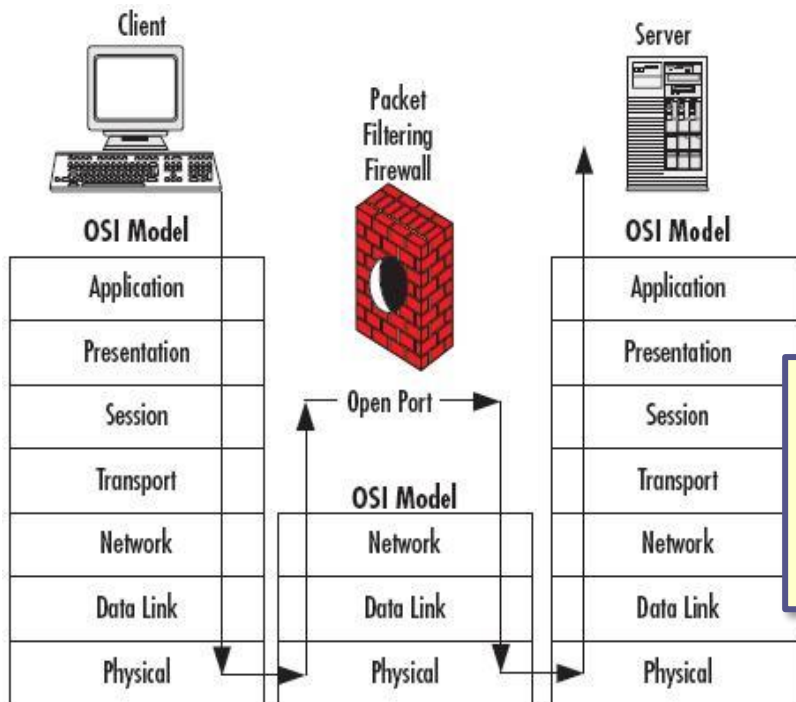 Client
Server
Packet
Filtering
Firewall
OSI Model
OSI Model
Application
Presentation
Session
Transport
Network
Data Link
Physical
Open Port
OSI Model
Network
Data Link
Physical
Application
Presentation
Session
Transport
Network
Data Link
Physical